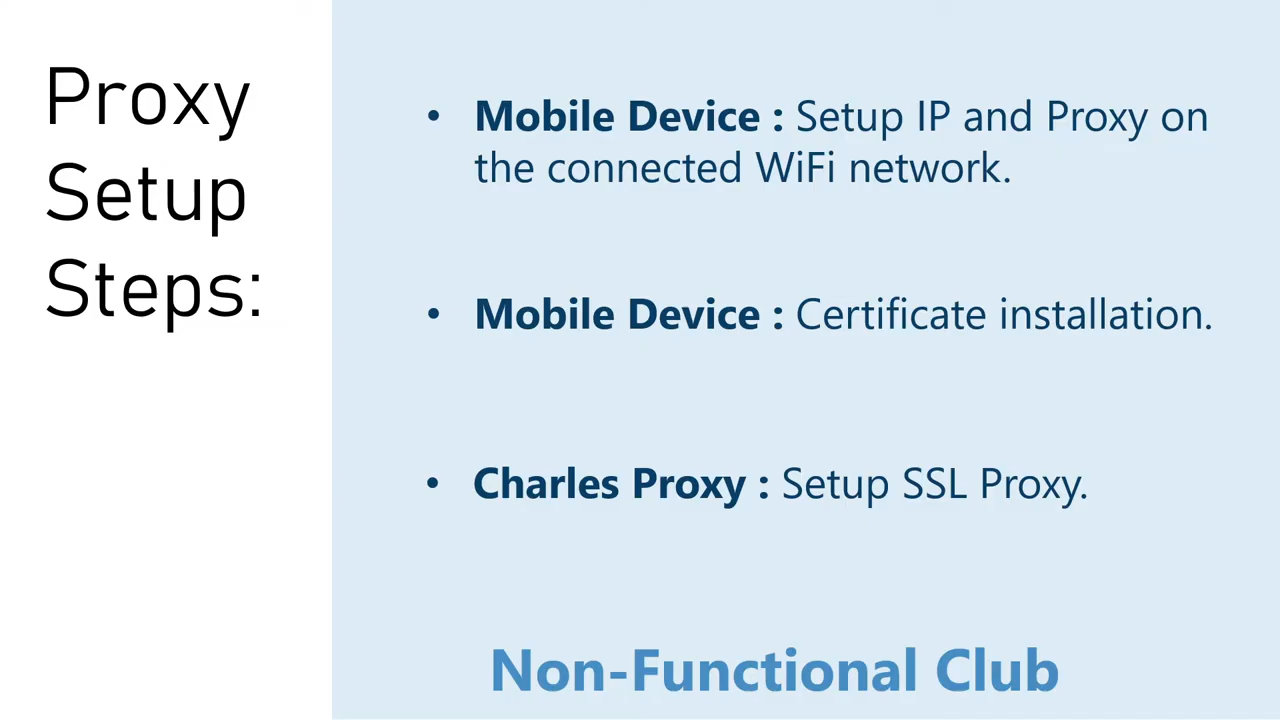 Proxy
Setup
Steps:
• Mobile Device : Setup IP and Proxy on
the connected WiFi network.
• Mobile Device : Certificate installation.
• Charles Proxy : Setup SSL Proxy.
Non-Functional Club